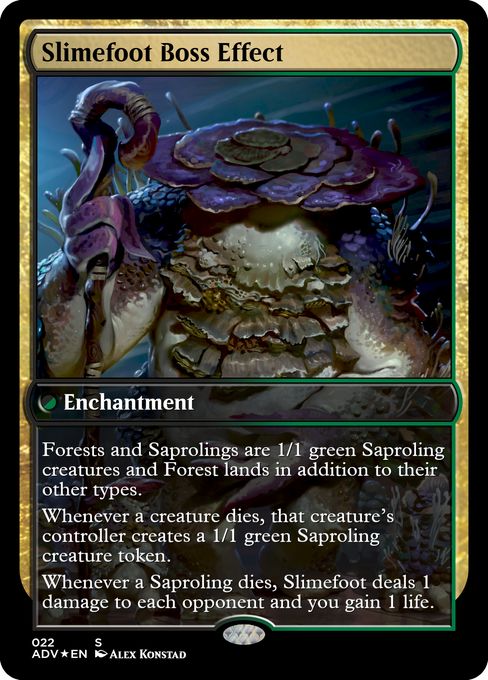 Slimefoot Boss Effect
Enchantment
Forests and Saprolings are 1/1 green Saproling
creatures and Forest lands in addition to their
other types.
Whenever a creature dies, that creature's
controller creates a 1/1 green Saproling
creature token.
Whenever a Saproling dies, Slimefoot deals 1
damage to each opponent and you gain 1 life.
022 S
ADV★EN Alex Konstad